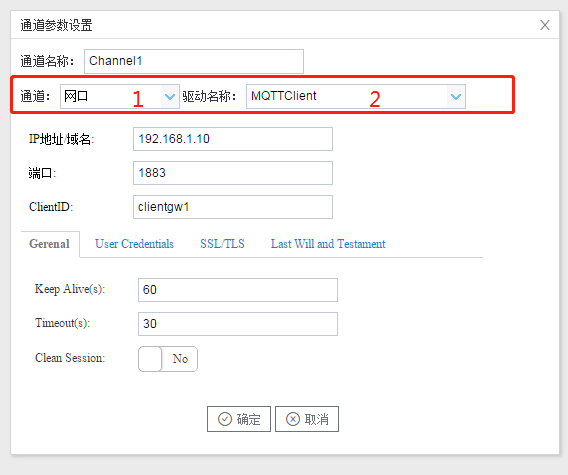 通道参数设置
通道名称: Channel1
通道: 网口 1 驱动名称: MQTTClient 2
IP地址/域名: 192.168.1.10
端口: 1883
ClientID: clientgw1
Gerenal User Credentials SSL/TLS Last Will and Testament
Keep Alive(s): 60
Timeout(s): 30
Clean Session: No
确定 取消